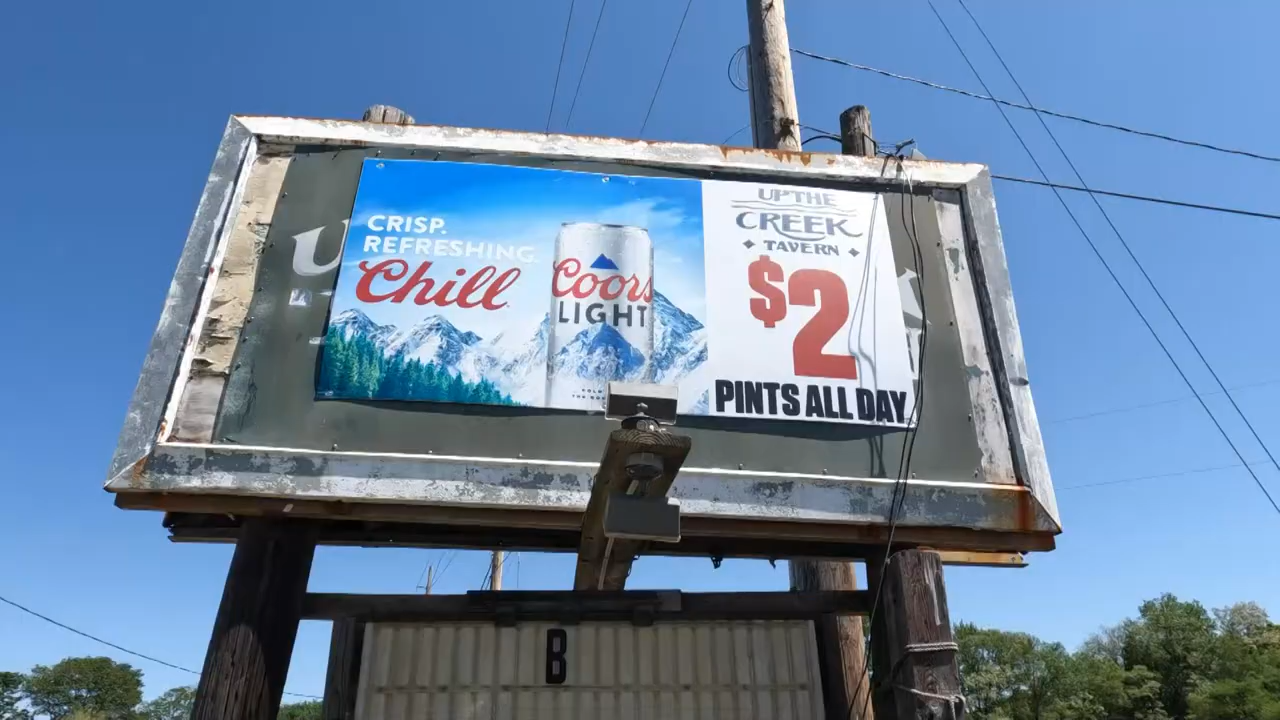 CRISP.
REFRESHING.
Chill
Coors
LIGHT
UP THE
CREEK
TAVERN
$2
PINTS ALL DAY
U
B